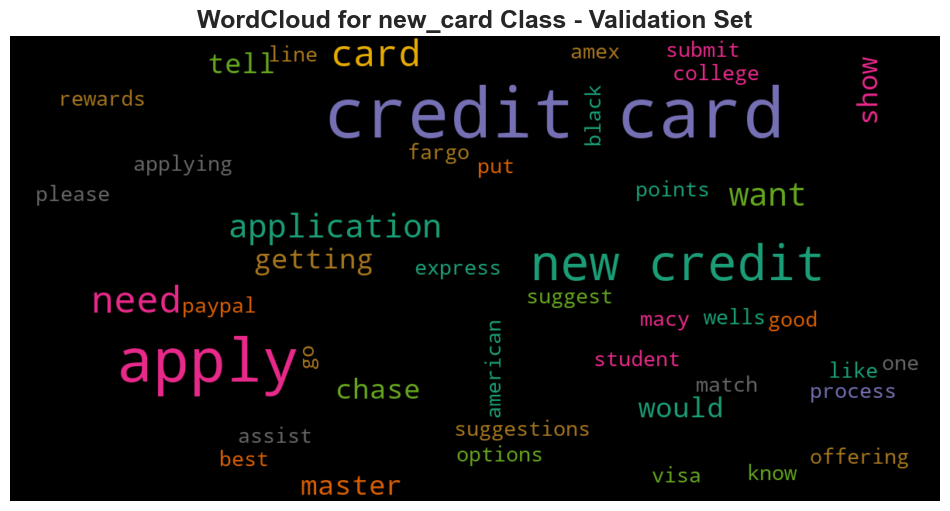 WordCloud for new_card Class - Validation Set
tell
line
card
amex
submit
college
show
rewards
credit card
black
fargo
put
applying
please
points
want
application
getting
express
new credit
suggest
need
paypal
macy
wells
good
apply
go
american
student
like
one
chase
match
process
would
assist
suggestions
best
options
offering
master
visa
know